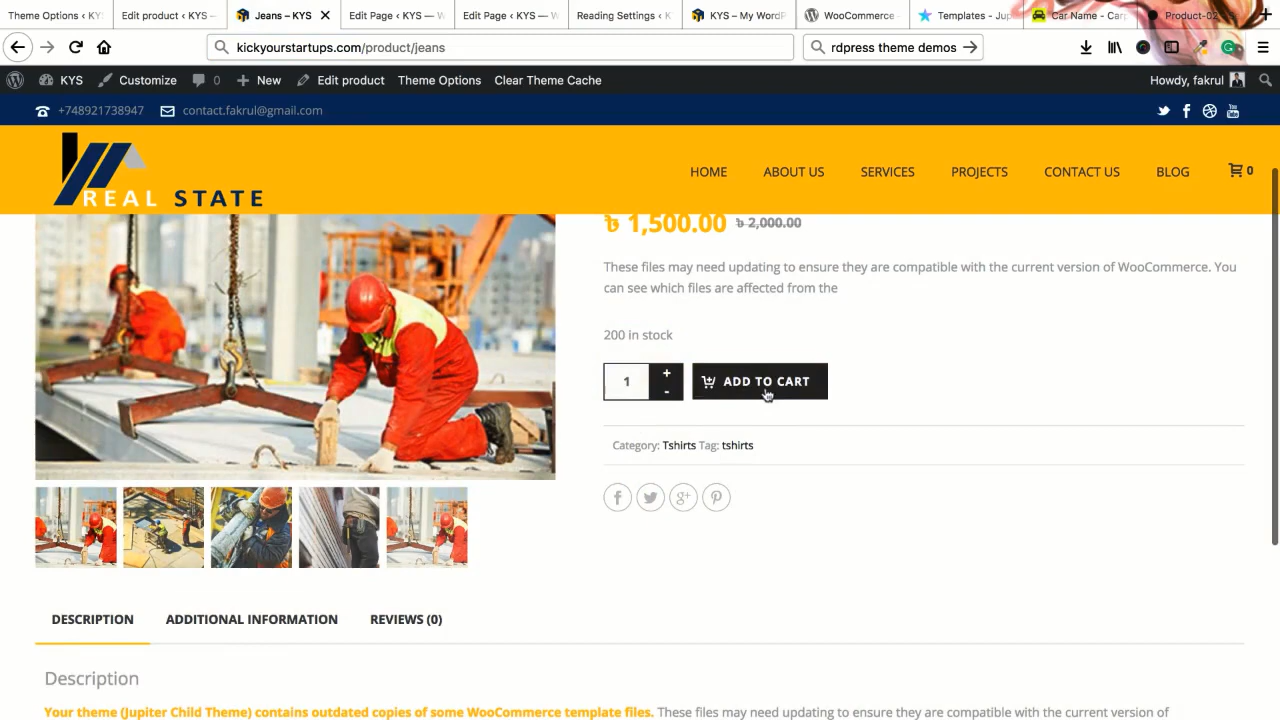 Theme Options ‹ KY
Edit product ‹ KYS —
Jeans – KYS
Edit Page ‹ KYS — W
Edit Page ‹ KYS — W
Reading Settings ‹ K
KYS – My WordP
WooCommerce
Templates - Jup
Car Name - Car
Product-02
kickyourstartups.com/product/jeans
rdpress theme demos
KYS
Customize
0
New
Edit product
Theme Options
Clear Theme Cache
Howdy, fakrul
+748921738947
contact.fakrul@gmail.com
REAL STATE
HOME
ABOUT US
SERVICES
PROJECTS
CONTACT US
BLOG
0
৳ 1,500.00 ৳ 2,000.00
These files may need updating to ensure they are compatible with the current version of WooCommerce. You
can see which files are affected from the
200 in stock
1
+
-
ADD TO CART
Category: Tshirts Tag: tshirts
DESCRIPTION
ADDITIONAL INFORMATION
REVIEWS (0)
Description
Your theme (Jupiter Child Theme) contains outdated copies of some WooCommerce template files. These files may need updating to ensure they are compatible with the current version of